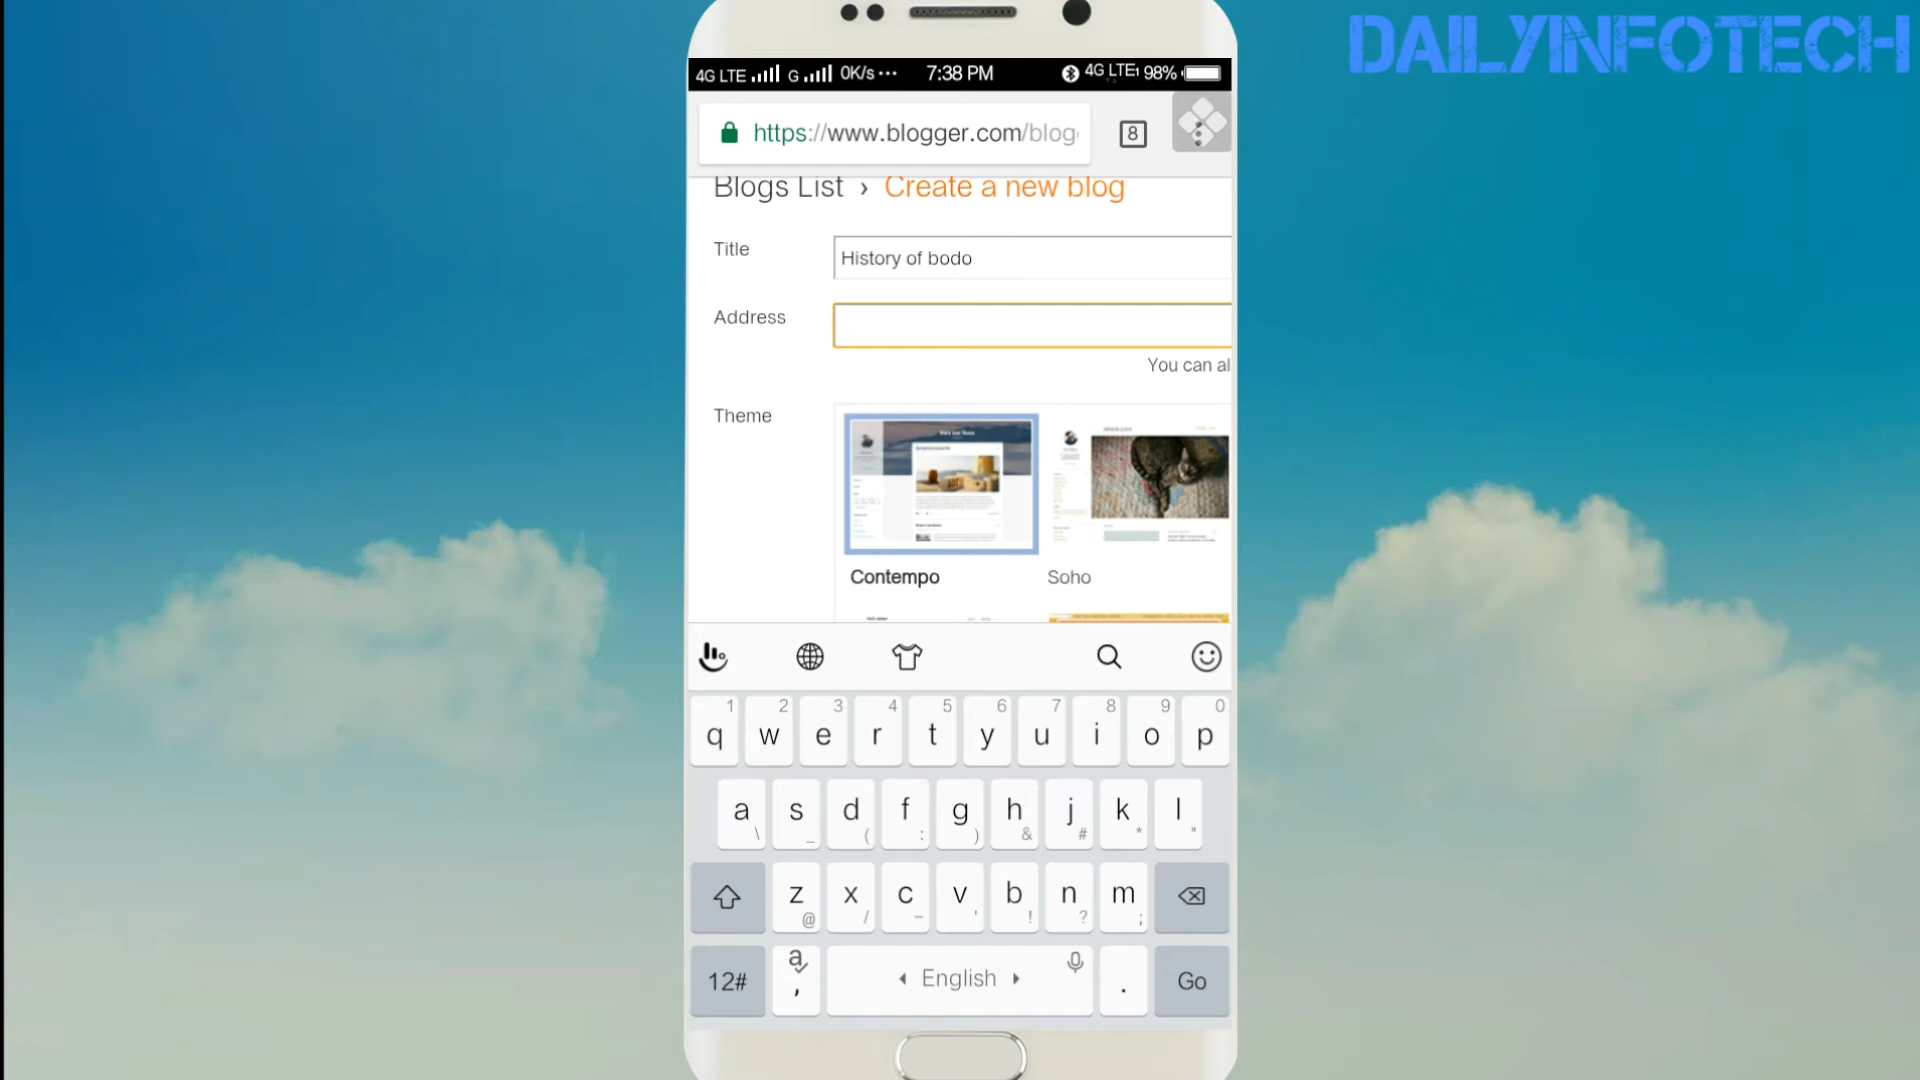 DAILYINFOTECH
4G LTE G 0K/s ··· 7:38 PM 4G LTE 98%
https://www.blogger.com/blog 8
Blogs List › Create a new blog
Title History of bodo
Address
You can al
Theme
Contempo Soho
1 2 3 4 5 6 7 8 9 0
q w e r t y u i o p
a s d f g h j k l
\ _ ( : ) & # * "
z x c v b n m
@ / – ' ! ? ;
12# a , English . Go